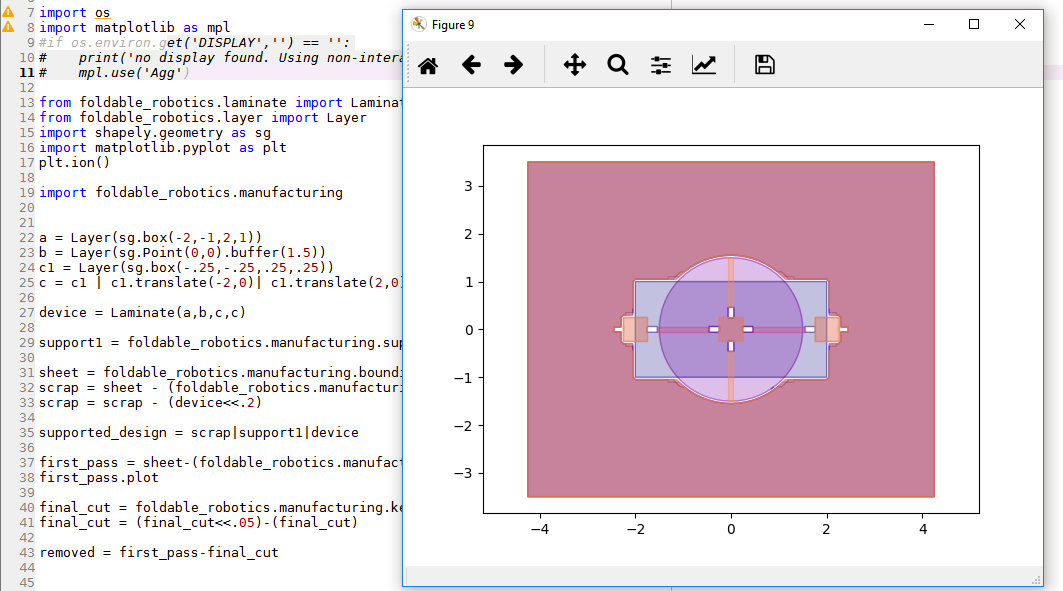 7 import os
8 import matplotlib as mpl
9 #if os.environ.get('DISPLAY','') == '':
10 #    print('no display found. Using non-inter
11 #    mpl.use('Agg')
12
13 from foldable_robotics.laminate import Lamina
14 from foldable_robotics.layer import Layer
15 import shapely.geometry as sg
16 import matplotlib.pyplot as plt
17 plt.ion()
18
19 import foldable_robotics.manufacturing
20
21
22 a = Layer(sg.box(-2,-1,2,1))
23 b = Layer(sg.Point(0,0).buffer(1.5))
24 c1 = Layer(sg.box(-.25,-.25,.25,.25))
25 c = c1 | c1.translate(-2,0)| c1.translate(2,0
26
27 device = Laminate(a,b,c,c)
28
29 support1 = foldable_robotics.manufacturing.sup
30
31 sheet = foldable_robotics.manufacturing.bound
32 scrap = sheet - (foldable_robotics.manufactur
33 scrap = scrap - (device<<.2)
34
35 supported_design = scrap|support1|device
36
37 first_pass = sheet-(foldable_robotics.manufac
38 first_pass.plot
39
40 final_cut = foldable_robotics.manufacturing.ke
41 final_cut = (final_cut<<.05)-(final_cut)
42
43 removed = first_pass-final_cut
44
45
Figure 9
3
2
1
0
−1
−2
−3
−4 −2 0 2 4